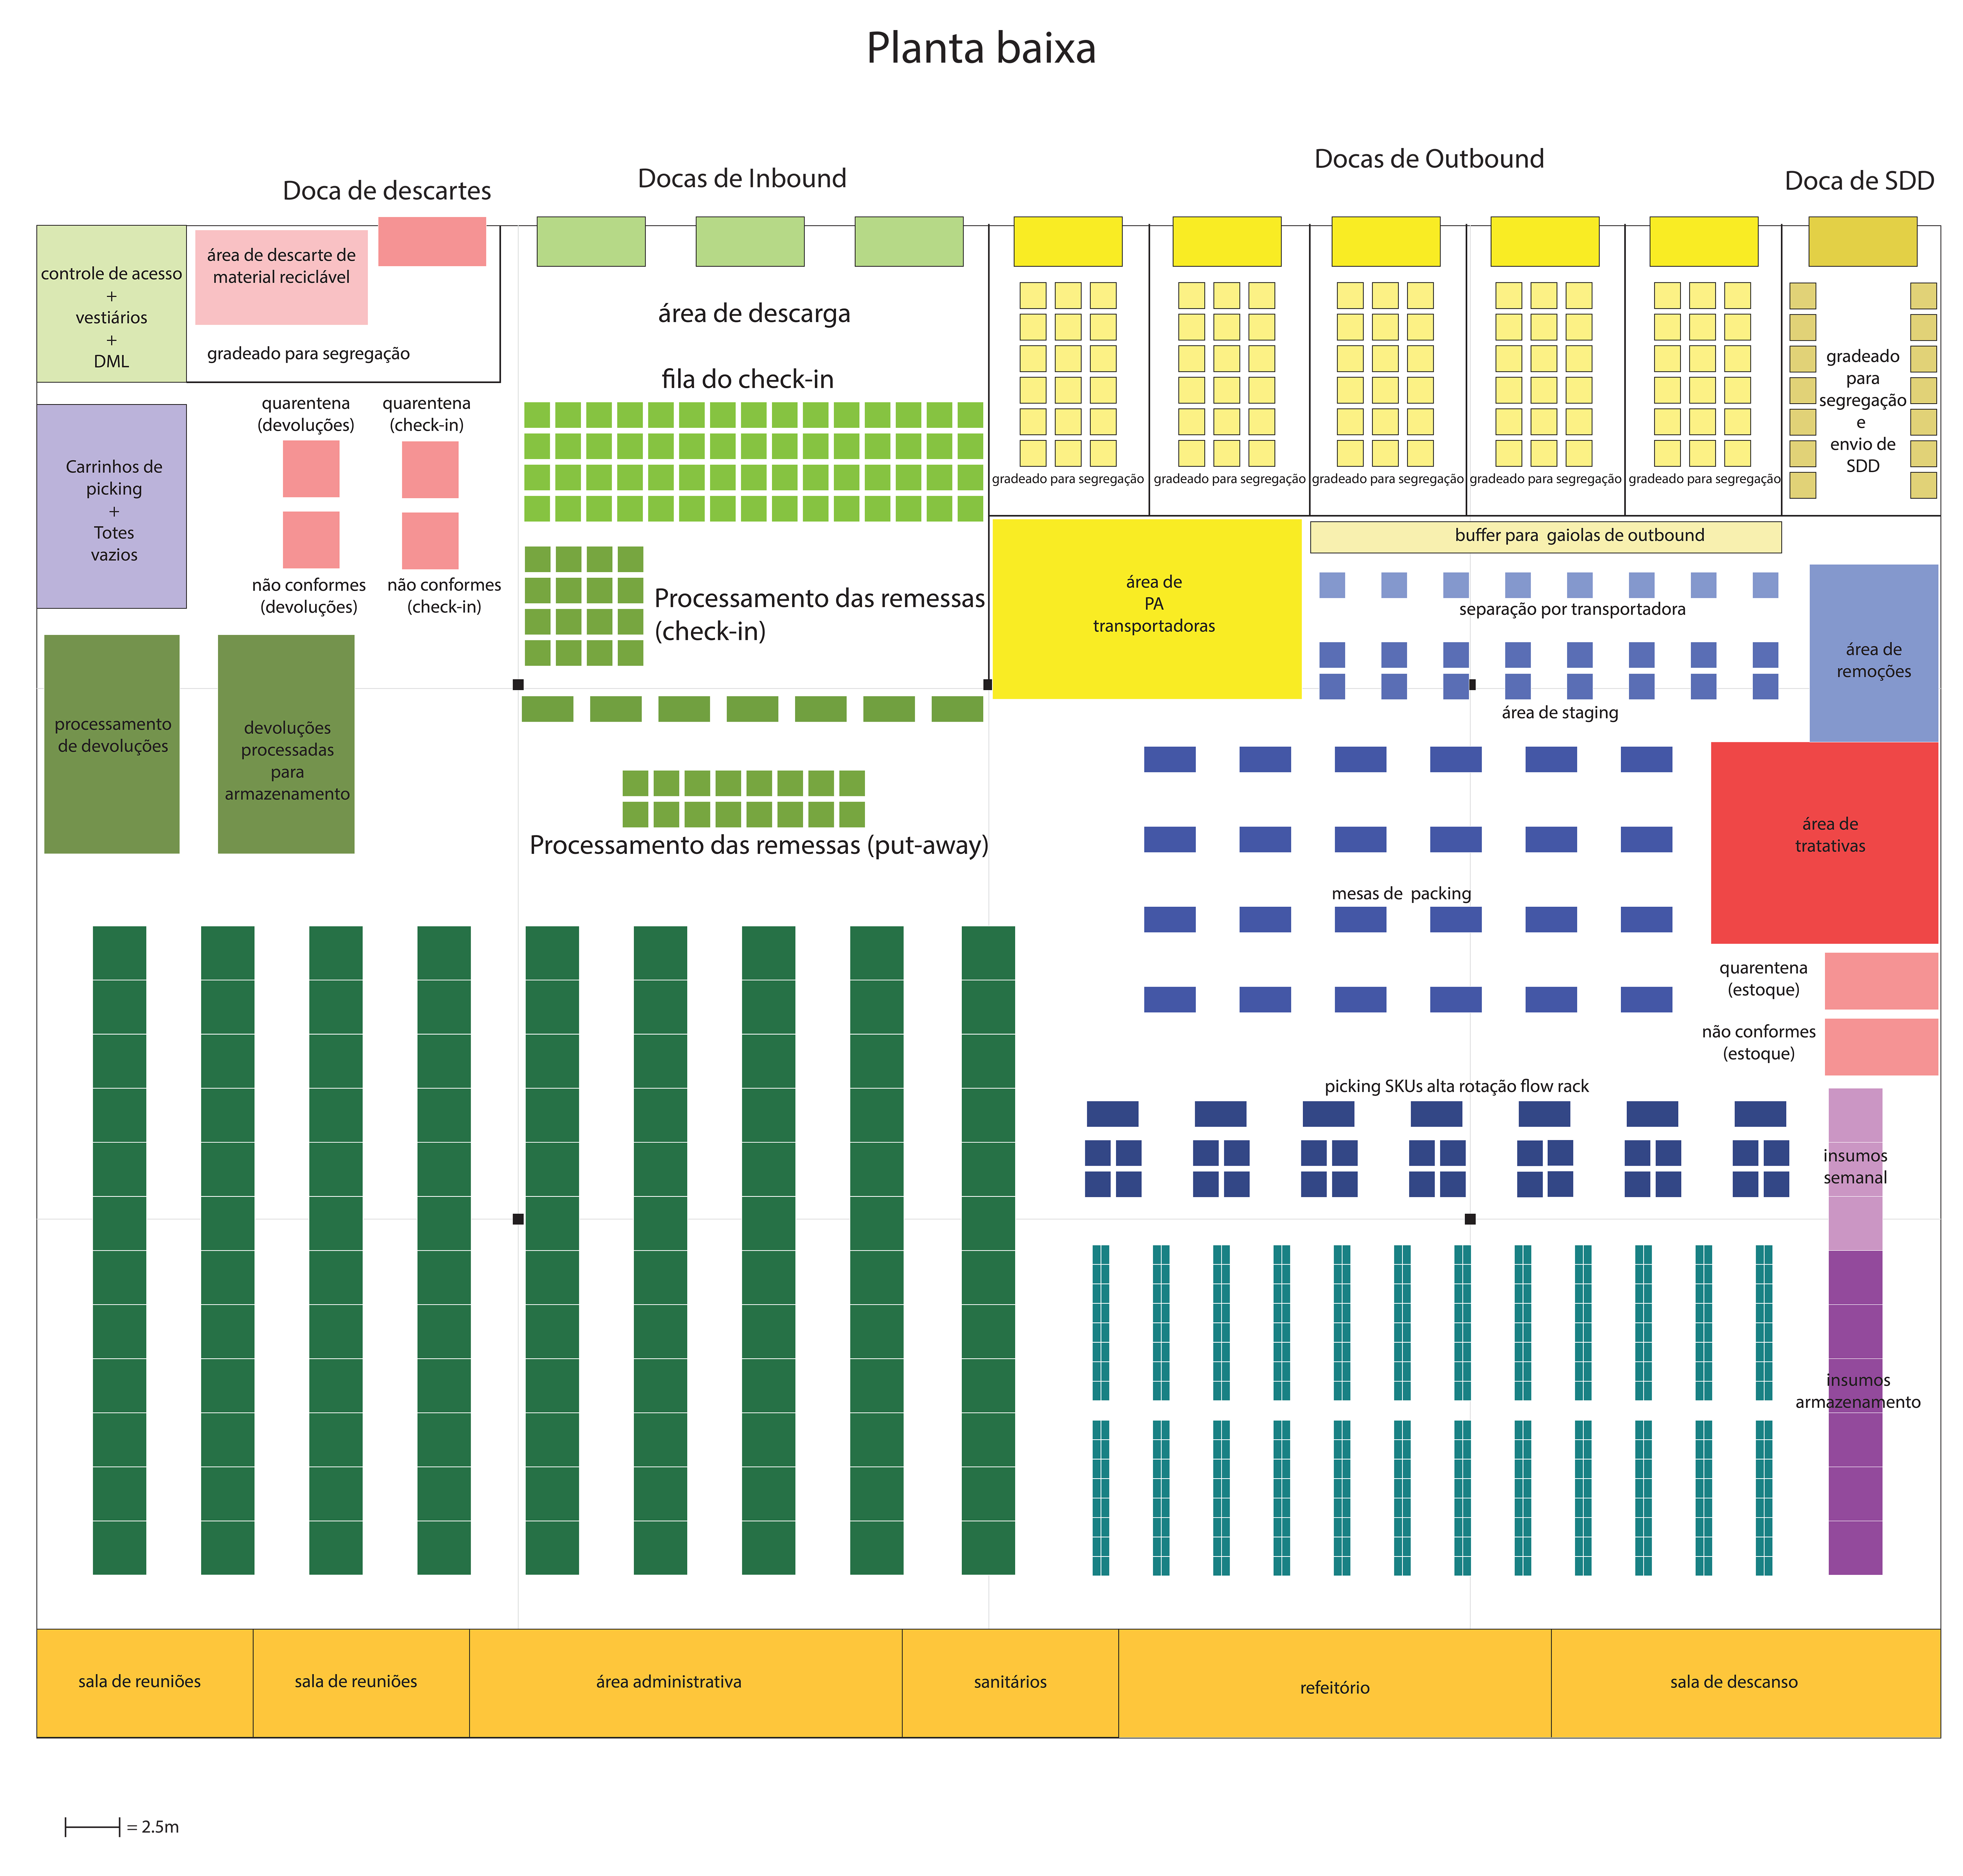 Planta baixa
Doca de descartes
Docas de Inbound
Docas de Outbound
Doca de SDD
controle de acesso
+
vestiários
+
DML
área de descarte de
material reciclável
gradeado para segregação
área de descarga
fila do check-in
gradeado para segregação
gradeado para segregação
gradeado para segregação
gradeado para segregação
gradeado para segregação
gradeado
para
segregação
e
envio de
SDD
Carrinhos de
picking
+
Totes
vazios
quarentena
(devoluções)
quarentena
(check-in)
não conformes
(devoluções)
não conformes
(check-in)
Processamento das remessas
(check-in)
área de
PA
transportadoras
buffer para gaiolas de outbound
separação por transportadora
área de
remoções
área de staging
processamento
de devoluções
devoluções
processadas
para
armazenamento
Processamento das remessas (put-away)
mesas de packing
área de
tratativas
quarentena
(estoque)
não conformes
(estoque)
picking SKUs alta rotação flow rack
insumos
semanal
insumos
armazenamento
sala de reuniões
sala de reuniões
área administrativa
sanitários
refeitório
sala de descanso
= 2.5m